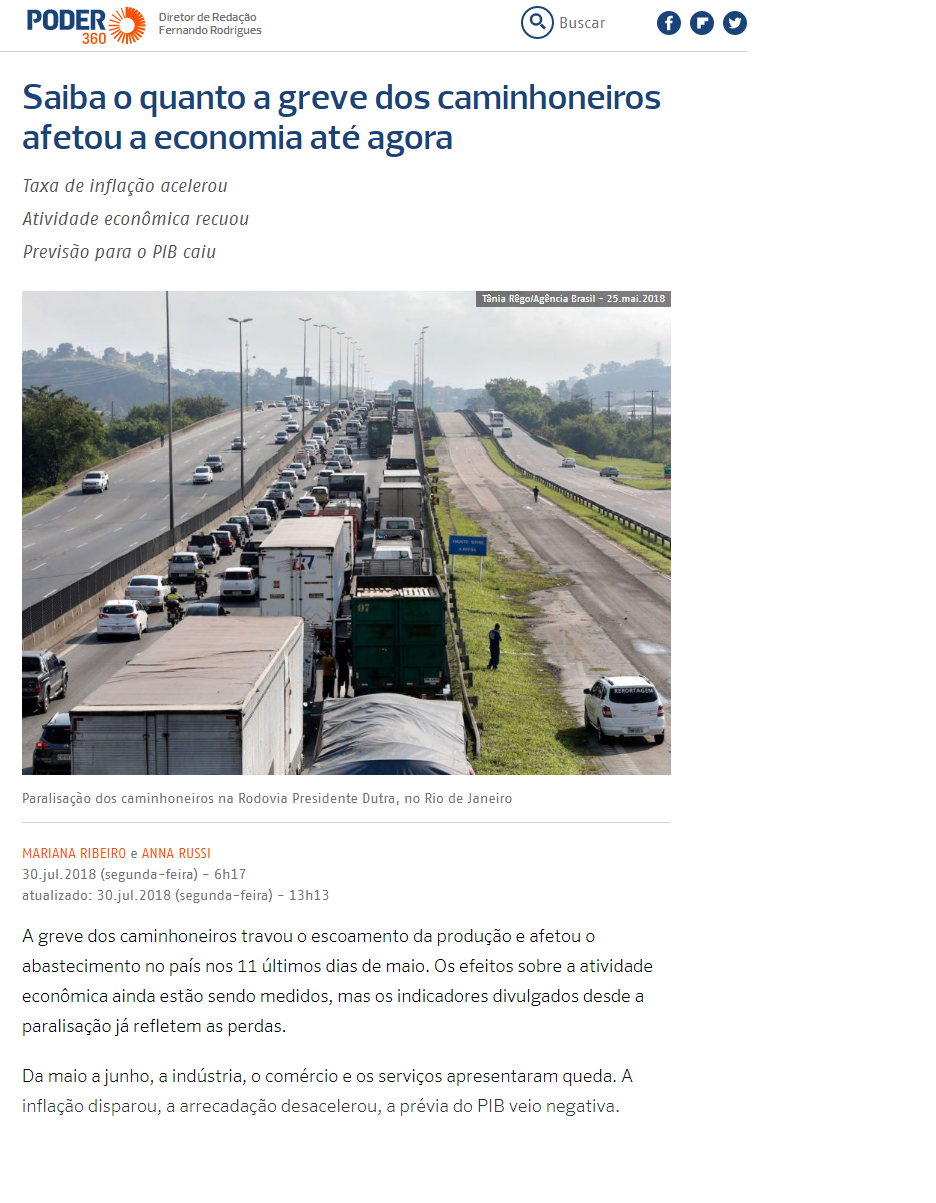 PODER
360
Diretor de Redação
Fernando Rodrigues
Buscar
Saiba o quanto a greve dos caminhoneiros
afetou a economia até agora
Taxa de inflação acelerou
Atividade econômica recuou
Previsão para o PIB caiu
Tânia Rêgo/Agência Brasil – 25.mai.2018
07
REPORTAGEM
Paralisação dos caminhoneiros na Rodovia Presidente Dutra, no Rio de Janeiro
MARIANA RIBEIRO e ANNA RUSSI
30.jul.2018 (segunda-feira) - 6h17
atualizado: 30.jul.2018 (segunda-feira) - 13h13
A greve dos caminhoneiros travou o escoamento da produção e afetou o
abastecimento no país nos 11 últimos dias de maio. Os efeitos sobre a atividade
econômica ainda estão sendo medidos, mas os indicadores divulgados desde a
paralisação já refletem as perdas.
Da maio a junho, a indústria, o comércio e os serviços apresentaram queda. A
inflação disparou, a arrecadação desacelerou, a prévia do PIB veio negativa.